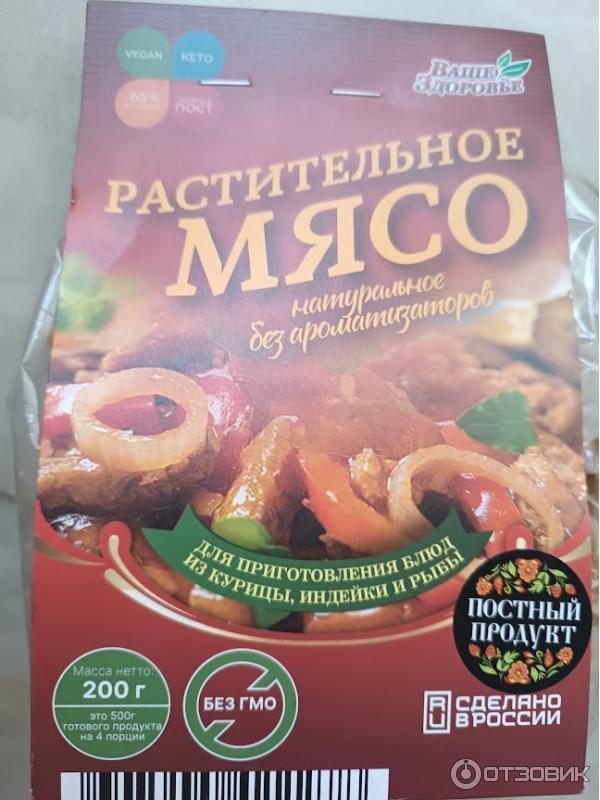 VEGAN
KETO
ВАШЕ
ЗДОРОВЬЕ
65%
ПОСТ
РАСТИТЕЛЬНОЕ
МЯСО
натуральное
без ароматизаторов
ДЛЯ ПРИГОТОВЛЕНИЯ БЛЮД
ИЗ КУРИЦЫ, ИНДЕЙКИ И РЫБЫ
ПОСТНЫЙ
ПРОДУКТ
Масса нетто:
200 г
это 500г
готового продукта
на 4 порции
БЕЗ ГМО
RU
СДЕЛАНО
В РОССИИ
ОТЗОВИК